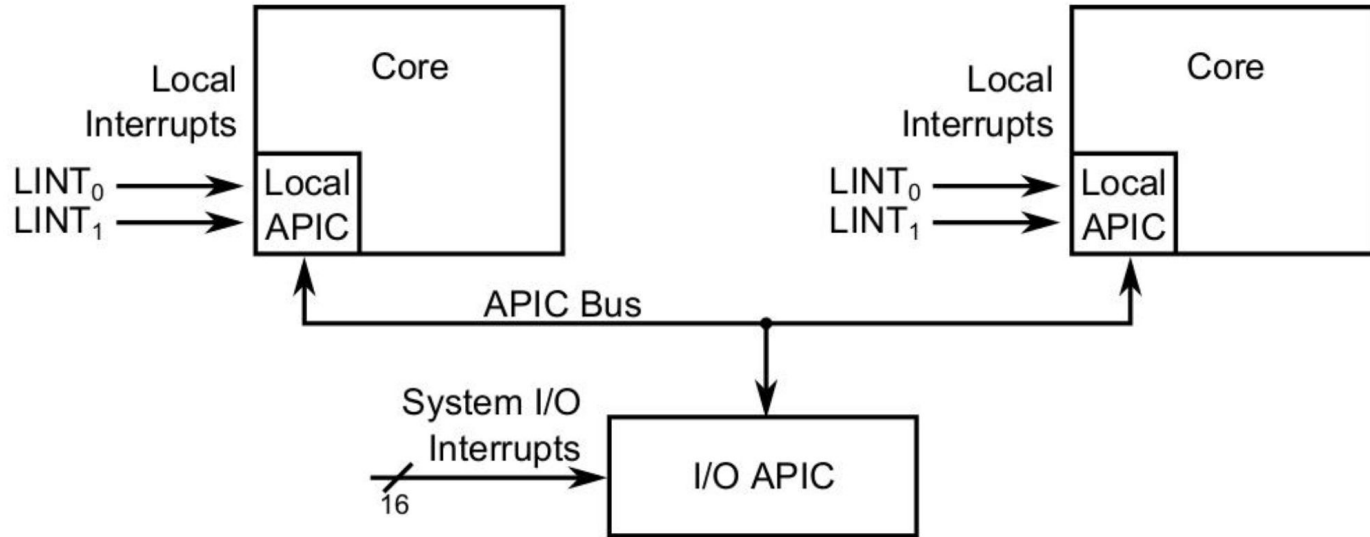 Core
Local
Interrupts
LINT₀
LINT₁
Local
APIC
Core
Local
Interrupts
LINT₀
LINT₁
Local
APIC
APIC Bus
System I/O
Interrupts
16
I/O APIC